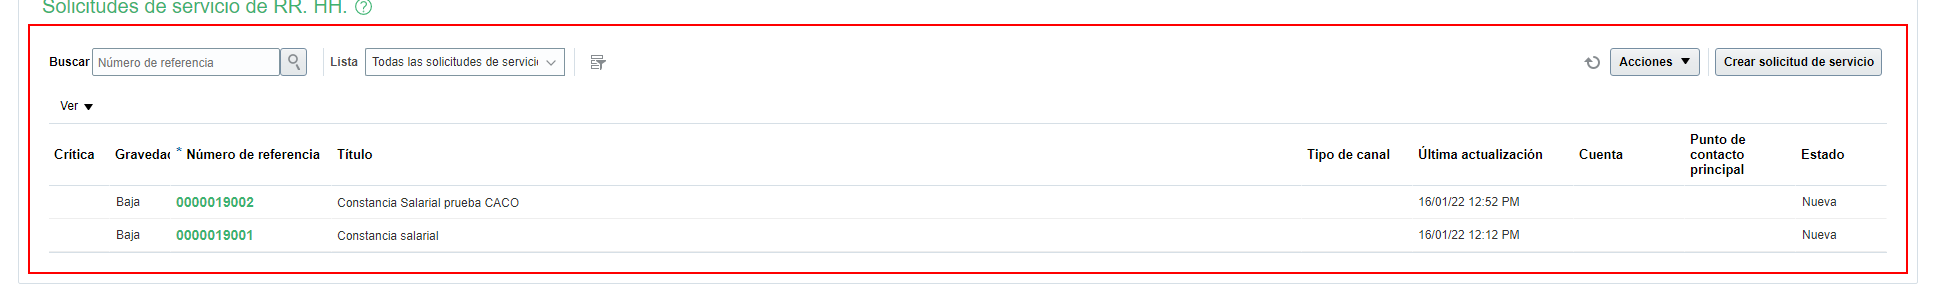 Solicitudes de servicio de RR. HH. ?
Buscar Número de referencia Lista Todas las solicitudes de servici Acciones Crear solicitud de servicio
Ver
Crítica Gravedad * Número de referencia Título Tipo de canal Última actualización Cuenta Punto de contacto principal Estado
Baja 0000019002 Constancia Salarial prueba CACO 16/01/22 12:52 PM Nueva
Baja 0000019001 Constancia salarial 16/01/22 12:12 PM Nueva